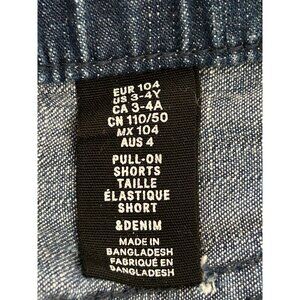 EUR 104
US 3-4Y
CA 3-4A
CN 110/50
MX 104
AUS 4
PULL-ON
SHORTS
TAILLE
ÉLASTIQUE
SHORT
&DENIM
MADE IN
BANGLADESH
FABRIQUÉ EN
BANGLADESH